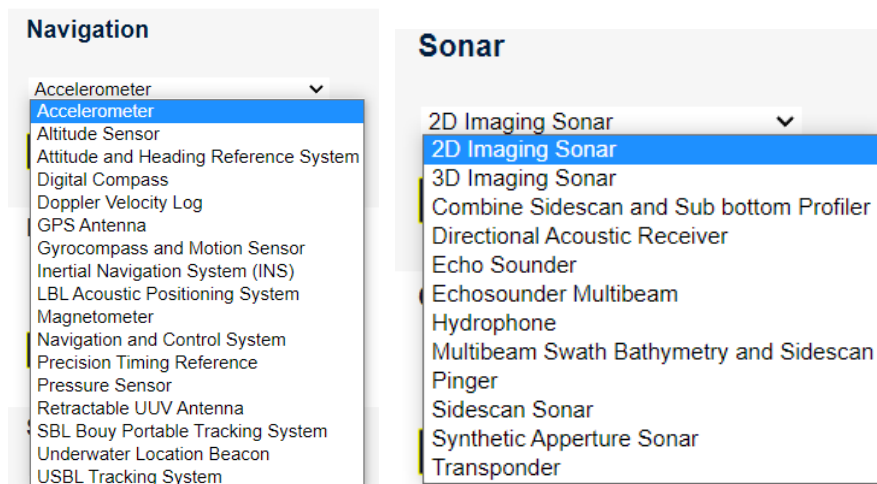 Navigation
Accelerometer
Accelerometer
Altitude Sensor
Attitude and Heading Reference System
Digital Compass
Doppler Velocity Log
GPS Antenna
Gyrocompass and Motion Sensor
Inertial Navigation System (INS)
LBL Acoustic Positioning System
Magnetometer
Navigation and Control System
Precision Timing Reference
Pressure Sensor
Retractable UUV Antenna
SBL Bouy Portable Tracking System
Underwater Location Beacon
USBL Tracking System
Sonar
2D Imaging Sonar
2D Imaging Sonar
3D Imaging Sonar
Combine Sidescan and Sub bottom Profiler
Directional Acoustic Receiver
Echo Sounder
Echosounder Multibeam
Hydrophone
Multibeam Swath Bathymetry and Sidescan
Pinger
Sidescan Sonar
Synthetic Apperture Sonar
Transponder